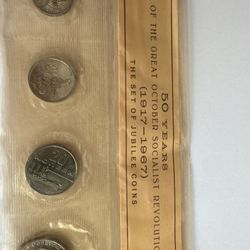 50 YEARS
OF THE GREAT OCTOBER SOCIALIST REVOLUTION
(1917—1967)
THE SET OF JUBILEE COINS